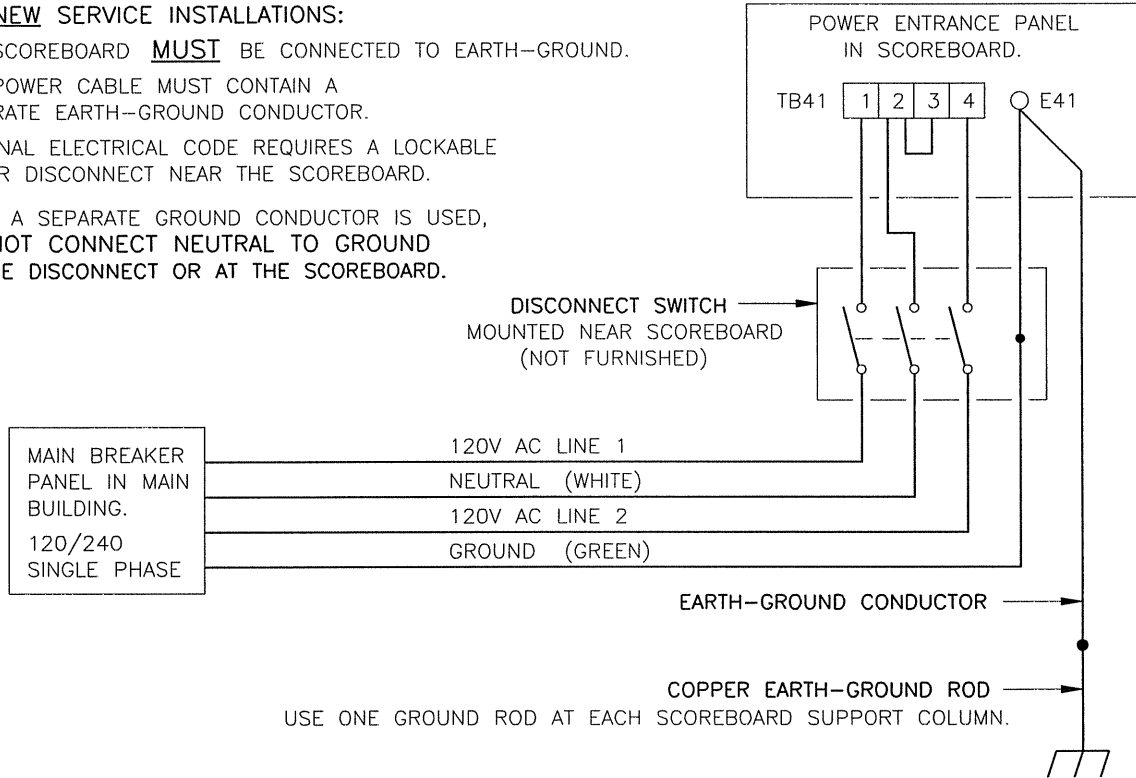 NEW SERVICE INSTALLATIONS:
SCOREBOARD MUST BE CONNECTED TO EARTH-GROUND.
POWER CABLE MUST CONTAIN A
RATE EARTH-GROUND CONDUCTOR.
NAL ELECTRICAL CODE REQUIRES A LOCKABLE
R DISCONNECT NEAR THE SCOREBOARD.
A SEPARATE GROUND CONDUCTOR IS USED,
NOT CONNECT NEUTRAL TO GROUND
E DISCONNECT OR AT THE SCOREBOARD.
POWER ENTRANCE PANEL
IN SCOREBOARD.
TB41 1 2 3 4 E41
DISCONNECT SWITCH
MOUNTED NEAR SCOREBOARD
(NOT FURNISHED)
MAIN BREAKER
PANEL IN MAIN
BUILDING.
120/240
SINGLE PHASE
120V AC LINE 1
NEUTRAL (WHITE)
120V AC LINE 2
GROUND (GREEN)
EARTH-GROUND CONDUCTOR
COPPER EARTH-GROUND ROD
USE ONE GROUND ROD AT EACH SCOREBOARD SUPPORT COLUMN.